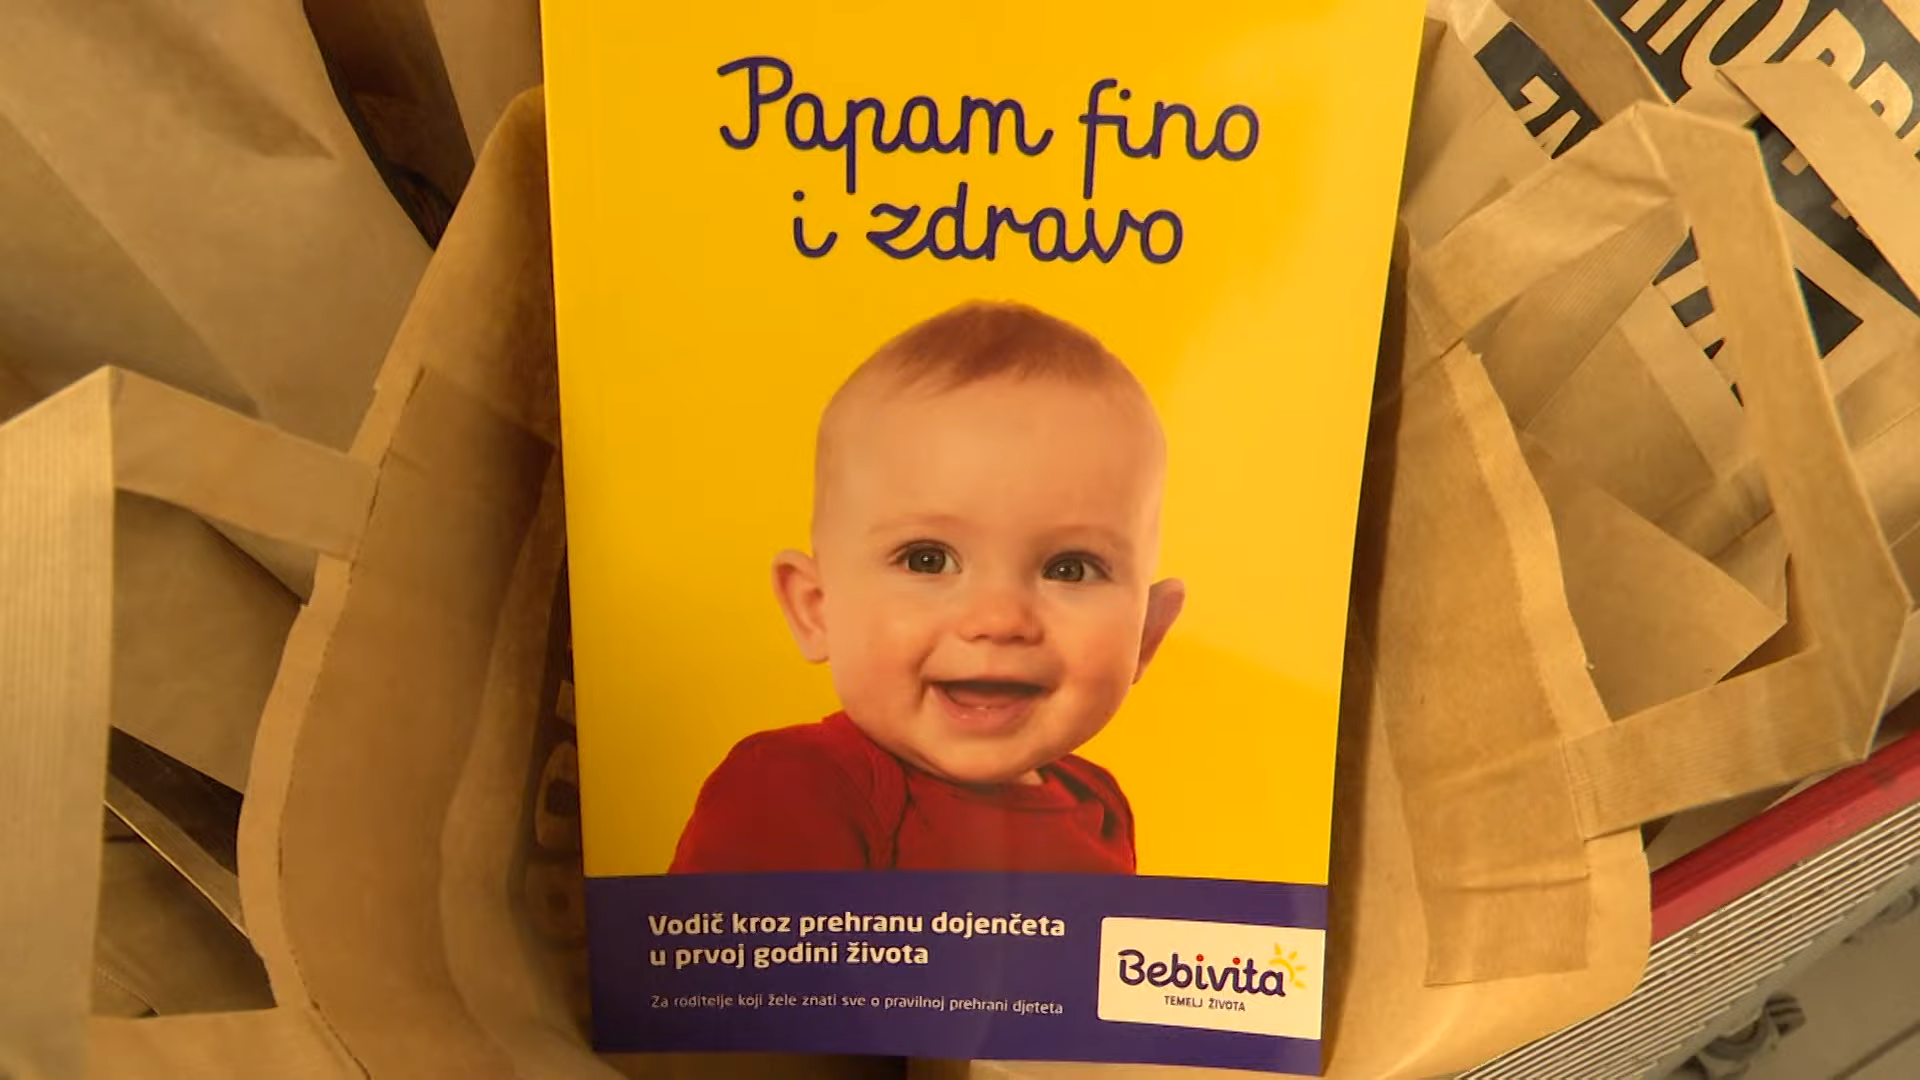 Papam fino
i zdravo
Vodič kroz prehranu dojenčeta
u prvoj godini života
Za roditelje koji žele znati sve o pravilnoj prehrani djeteta
Bebivita
TEMELJ ŽIVOTA